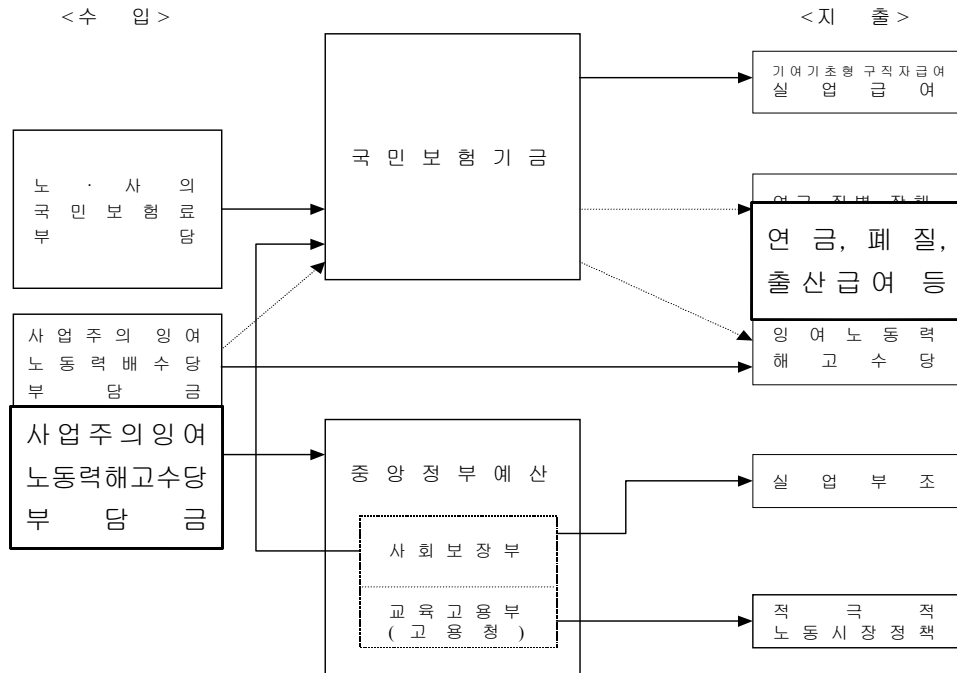 <수 입>
<지 출>
기여기초형 구직자급여
실 업 급 여
국 민 보 험 기 금
노 · 사 의
국 민 보 험 료
부 담
연 금, 폐 질,
출 산 급 여 등
사 업 주 의 잉 여
노 동 력 배 수 당
부 담 금
잉 여 노 동 력
해 고 수 당
사 업 주 의 잉 여
노동력해고수당
부 담 금
중 앙 정 부 예 산
실 업 부 조
사 회 보 장 부
교 육 고 용 부
( 고 용 청 )
적 극 적
노 동 시 장 정 책